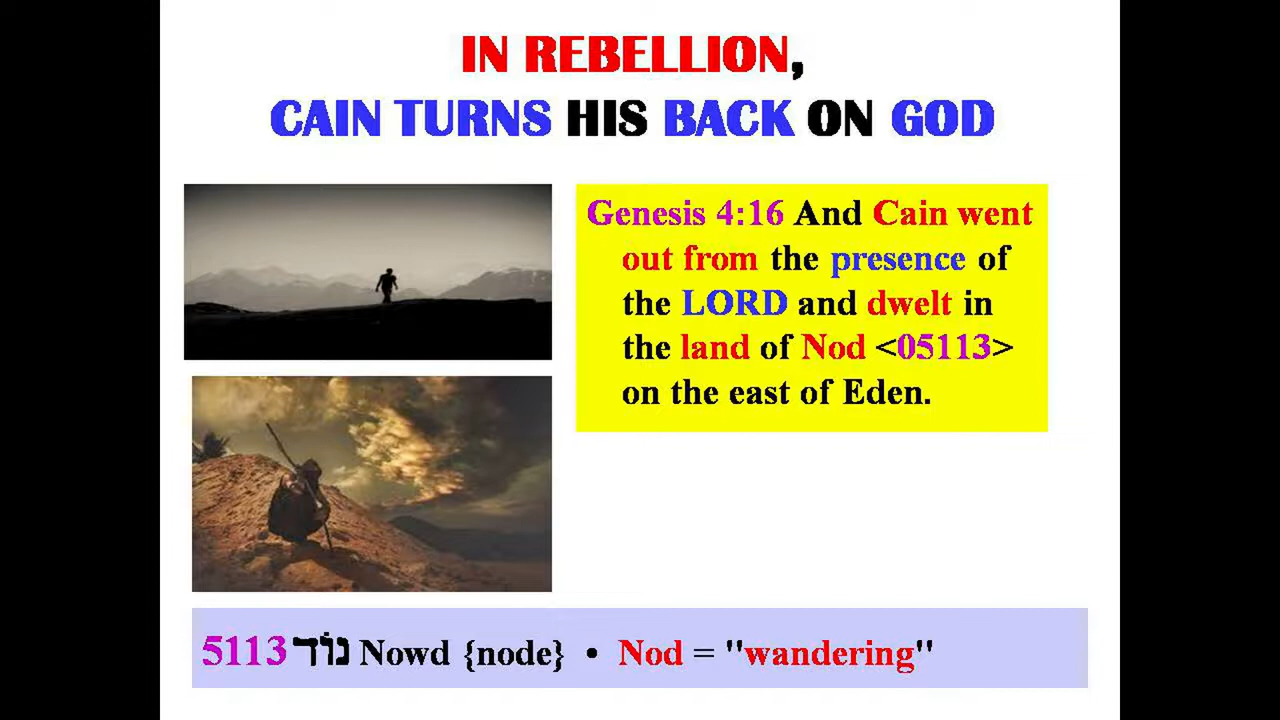 IN REBELLION,
CAIN TURNS HIS BACK ON GOD
Genesis 4:16 And Cain went
out from the presence of
the LORD and dwelt in
the land of Nod <05113>
on the east of Eden.
5113 נוֹד Nowd {node} • Nod = "wandering"